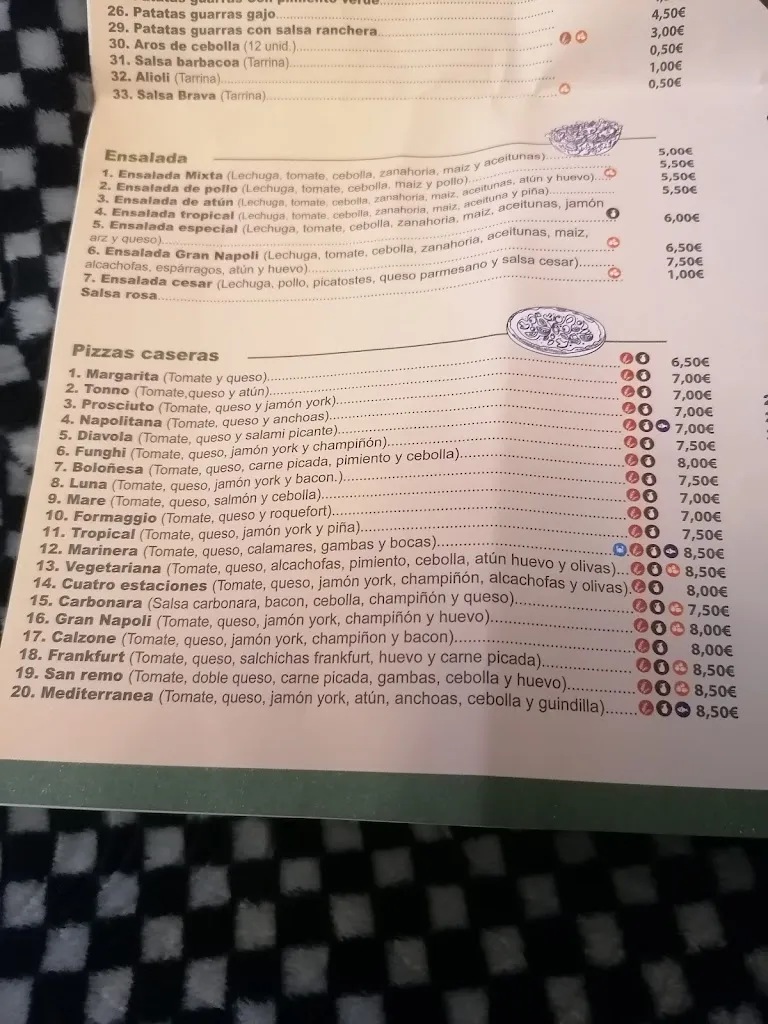 26. Patatas guarras gajo
29. Patatas guarras con salsa ranchera 4,50€
30. Aros de cebolla (12 unid.) 3,00€
31. Salsa barbacoa (Tarrina) 0,50€
32. Alioli (Tarrina) 1,00€
33. Salsa Brava (Tarrina) 0,50€
Ensalada
1. Ensalada Mixta (Lechuga, tomate, cebolla, zanahoria, maiz y aceitunas) 5,00€
2. Ensalada de pollo (Lechuga, tomate, cebolla, maiz y pollo) 5,50€
3. Ensalada de atún (Lechuga, tomate, cebolla, zanahoria, maiz, aceitunas, atún y huevo) 5,50€
4. Ensalada tropical (Lechuga, tomate, cebolla, zanahoria, maiz, aceituna y piña) 5,50€
5. Ensalada especial (Lechuga, tomate, cebolla, zanahoria, maiz, aceitunas, jamón
arz y queso) 6,00€
6. Ensalada Gran Napoli (Lechuga, tomate, cebolla, zanahoria, aceitunas, maiz,
alcachofas, espárragos, atún y huevo) 6,50€
7. Ensalada cesar (Lechuga, pollo, picatostes, queso parmesano y salsa cesar) 7,50€
Salsa rosa 1,00€
Pizzas caseras
1. Margarita (Tomate y queso) 6,50€
2. Tonno (Tomate,queso y atún) 7,00€
3. Prosciuto (Tomate, queso y jamón york) 7,00€
4. Napolitana (Tomate, queso y anchoas) 7,00€
5. Diavola (Tomate, queso y salami picante) 7,00€
6. Funghi (Tomate, queso, jamón york y champiñón) 7,50€
7. Boloñesa (Tomate, queso, carne picada, pimiento y cebolla) 8,00€
8. Luna (Tomate, queso, jamón york y bacon.) 7,50€
9. Mare (Tomate, queso, salmón y cebolla) 7,00€
10. Formaggio (Tomate, queso y roquefort) 7,00€
11. Tropical (Tomate, queso, jamón york y piña) 7,50€
12. Marinera (Tomate, queso, calamares, gambas y bocas) 8,50€
13. Vegetariana (Tomate, queso, alcachofas, pimiento, cebolla, atún huevo y olivas) 8,50€
14. Cuatro estaciones (Tomate, queso, jamón york, champiñón, alcachofas y olivas) 8,00€
15. Carbonara (Salsa carbonara, bacon, cebolla, champiñón y queso) 7,50€
16. Gran Napoli (Tomate, queso, jamón york, champiñón y huevo) 8,00€
17. Calzone (Tomate, queso, jamón york, champiñon y bacon) 8,00€
18. Frankfurt (Tomate, queso, salchichas frankfurt, huevo y carne picada) 8,50€
19. San remo (Tomate, doble queso, carne picada, gambas, cebolla y huevo) 8,50€
20. Mediterranea (Tomate, queso, jamón york, atún, anchoas, cebolla y guindilla) 8,50€